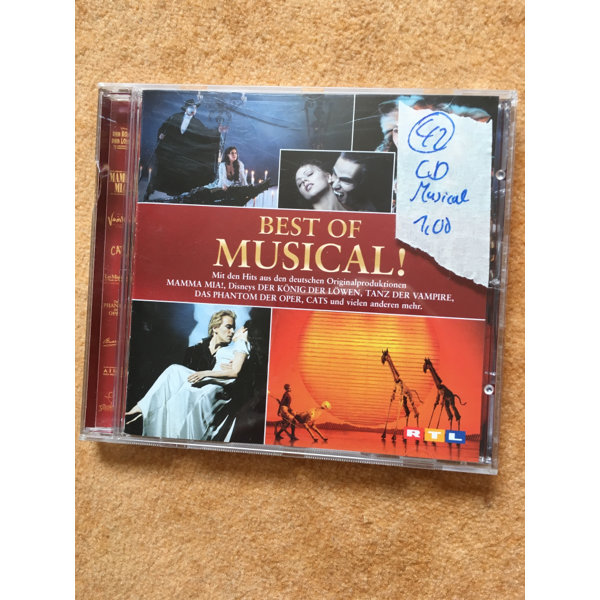 42
CD
Musical
1,00
BEST OF
MUSICAL!
Mit den Hits aus den deutschen Originalproduktionen
MAMMA MIA!, Disneys DER KÖNIG DER LÖWEN, TANZ DER VAMPIRE,
DAS PHANTOM DER OPER, CATS und vielen anderen mehr.
RTL